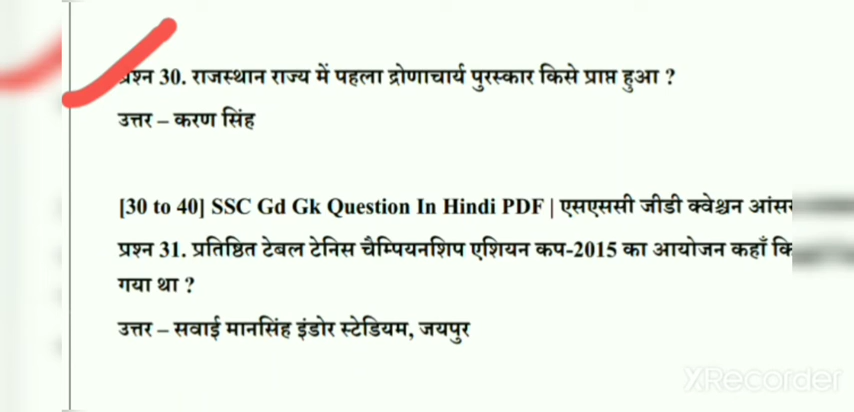 प्रश्न 30. राजस्थान राज्य में पहला द्रोणाचार्य पुरस्कार किसे प्राप्त हुआ ?
उत्तर – करण सिंह
[30 to 40] SSC Gd Gk Question In Hindi PDF | एसएससी जीडी क्वेश्चन आंसर
प्रश्न 31. प्रतिष्ठित टेबल टेनिस चैम्पियनशिप एशियन कप-2015 का आयोजन कहाँ कि
गया था ?
उत्तर – सवाई मानसिंह इंडोर स्टेडियम, जयपुर
XRecorder